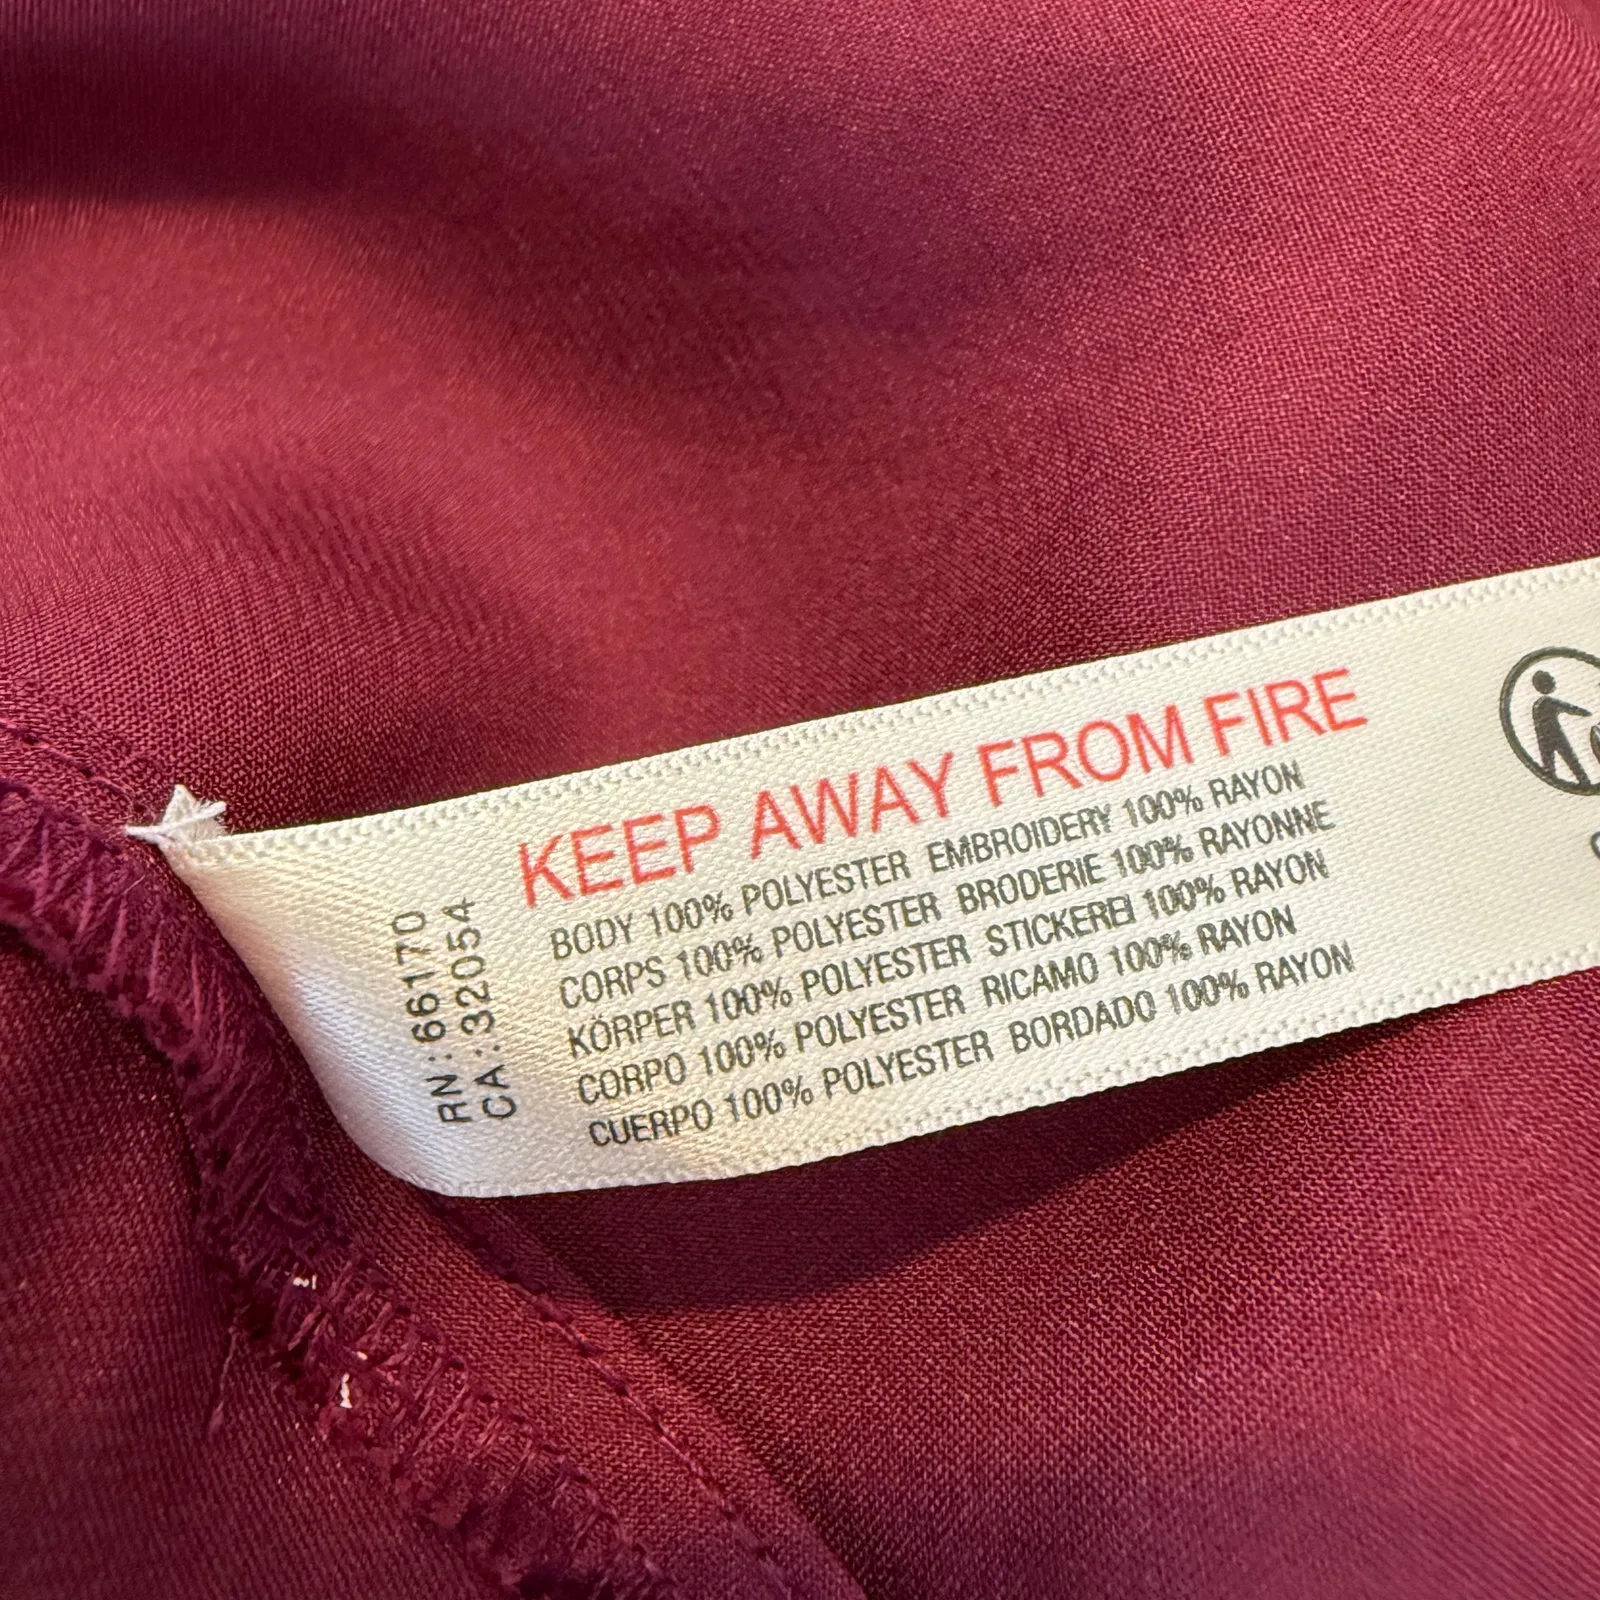 KEEP AWAY FROM FIRE
BODY 100% POLYESTER EMBROIDERY 100% RAYON
CORPS 100% POLYESTER BRODERIE 100% RAYONNE
KÖRPER 100% POLYESTER STICKEREI 100% RAYON
CORPO 100% POLYESTER RICAMO 100% RAYON
CUERPO 100% POLYESTER BORDADO 100% RAYON
RN:66170
CA:32054